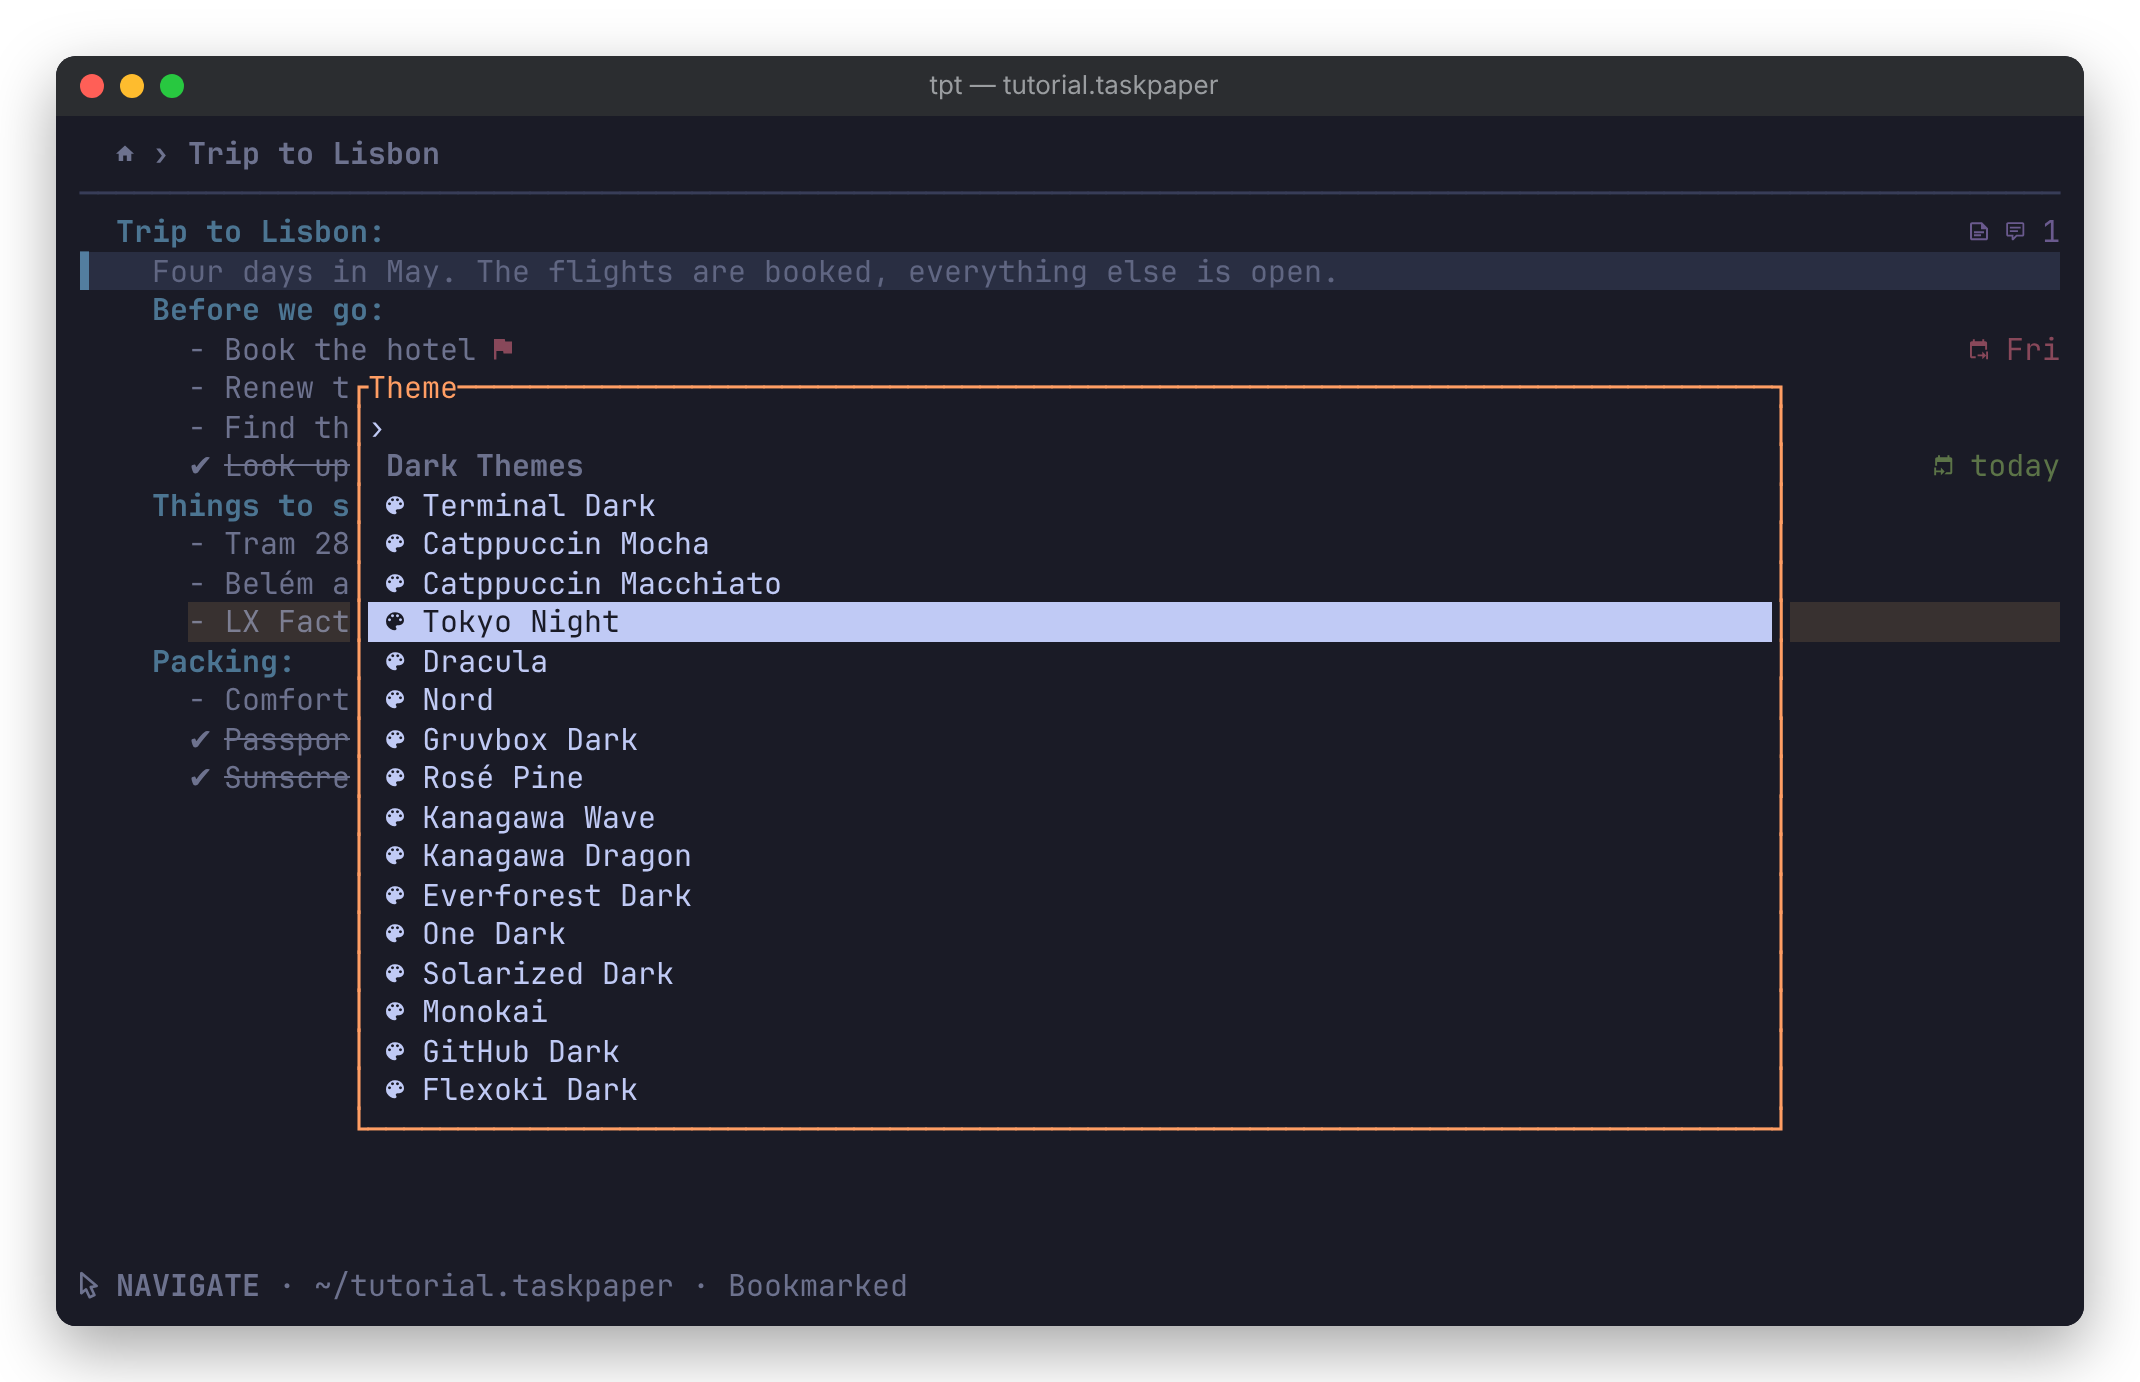 tpt — tutorial.taskpaper
› Trip to Lisbon
Trip to Lisbon: 1
Four days in May. The flights are booked, everything else is open.
Before we go:
- Book the hotel Fri
- Renew t
Theme
- Find th
›
✔ Look up today
Dark Themes
Things to s
Terminal Dark
- Tram 28
Catppuccin Mocha
- Belém a
Catppuccin Macchiato
- LX Fact
Tokyo Night
Packing:
Dracula
- Comfort
Nord
✔ Passpor
Gruvbox Dark
✔ Sunscre
Rosé Pine
Kanagawa Wave
Kanagawa Dragon
Everforest Dark
One Dark
Solarized Dark
Monokai
GitHub Dark
Flexoki Dark
NAVIGATE · ~/tutorial.taskpaper · Bookmarked